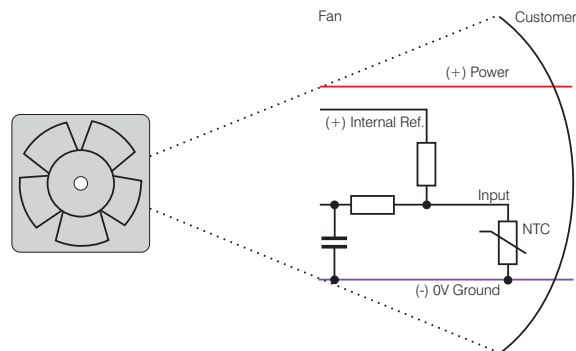 Fan
Customer
(+) Power
(+) Internal Ref.
Input
NTC
(-) 0V Ground